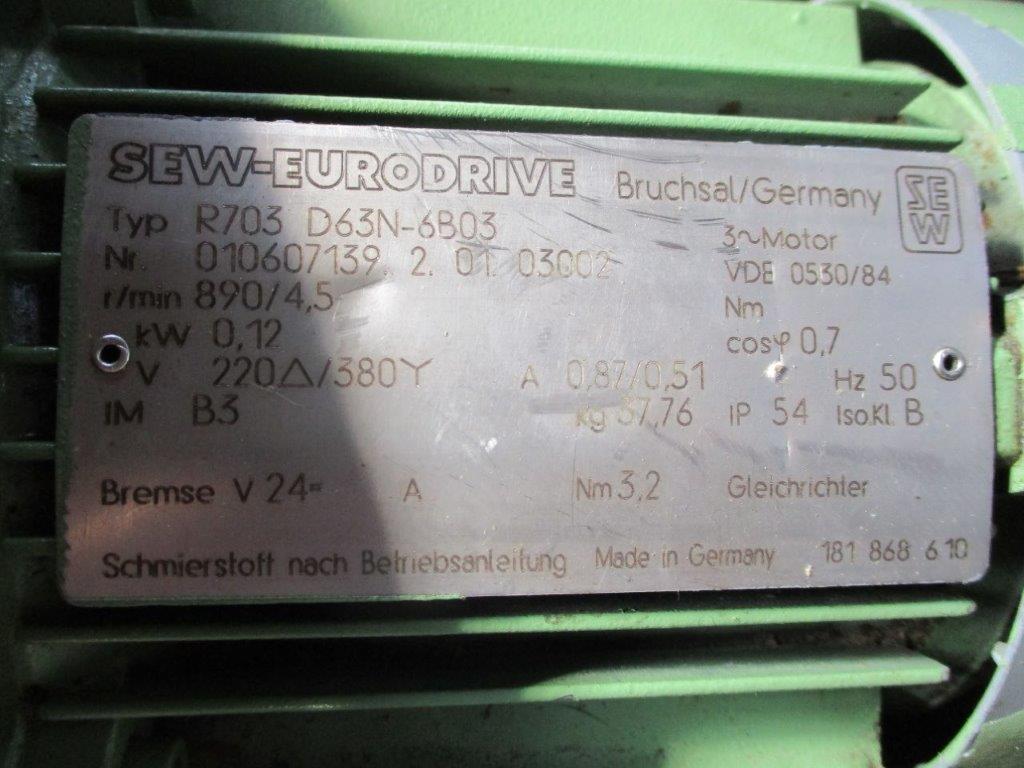 SEW-EURODRIVE Bruchsal/Germany SEW
Typ R703 D63N-6B03 3~Motor
Nr. 010607139. 2. 01. 03002 VDE 0530/84
r/min 890/4,5 Nm
kW 0,12 cosφ 0,7
V 220△/380Y A 0,87/0,51 Hz 50
IM B3 kg 37,76 IP 54 Iso.Kl. B
Bremse V 24= A Nm 3,2 Gleichrichter
Schmierstoff nach Betriebsanleitung Made in Germany 181 868 6 10